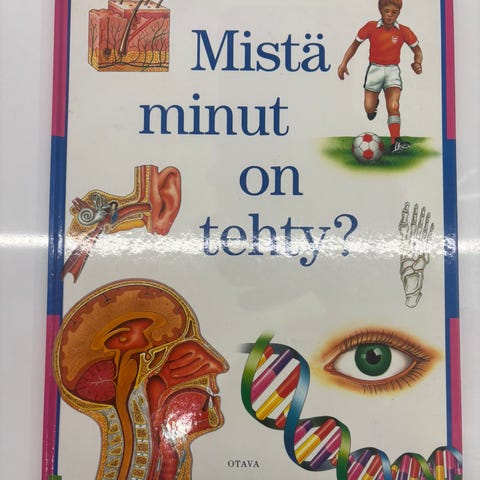 Mistä
minut
on
tehty?
OTAVA